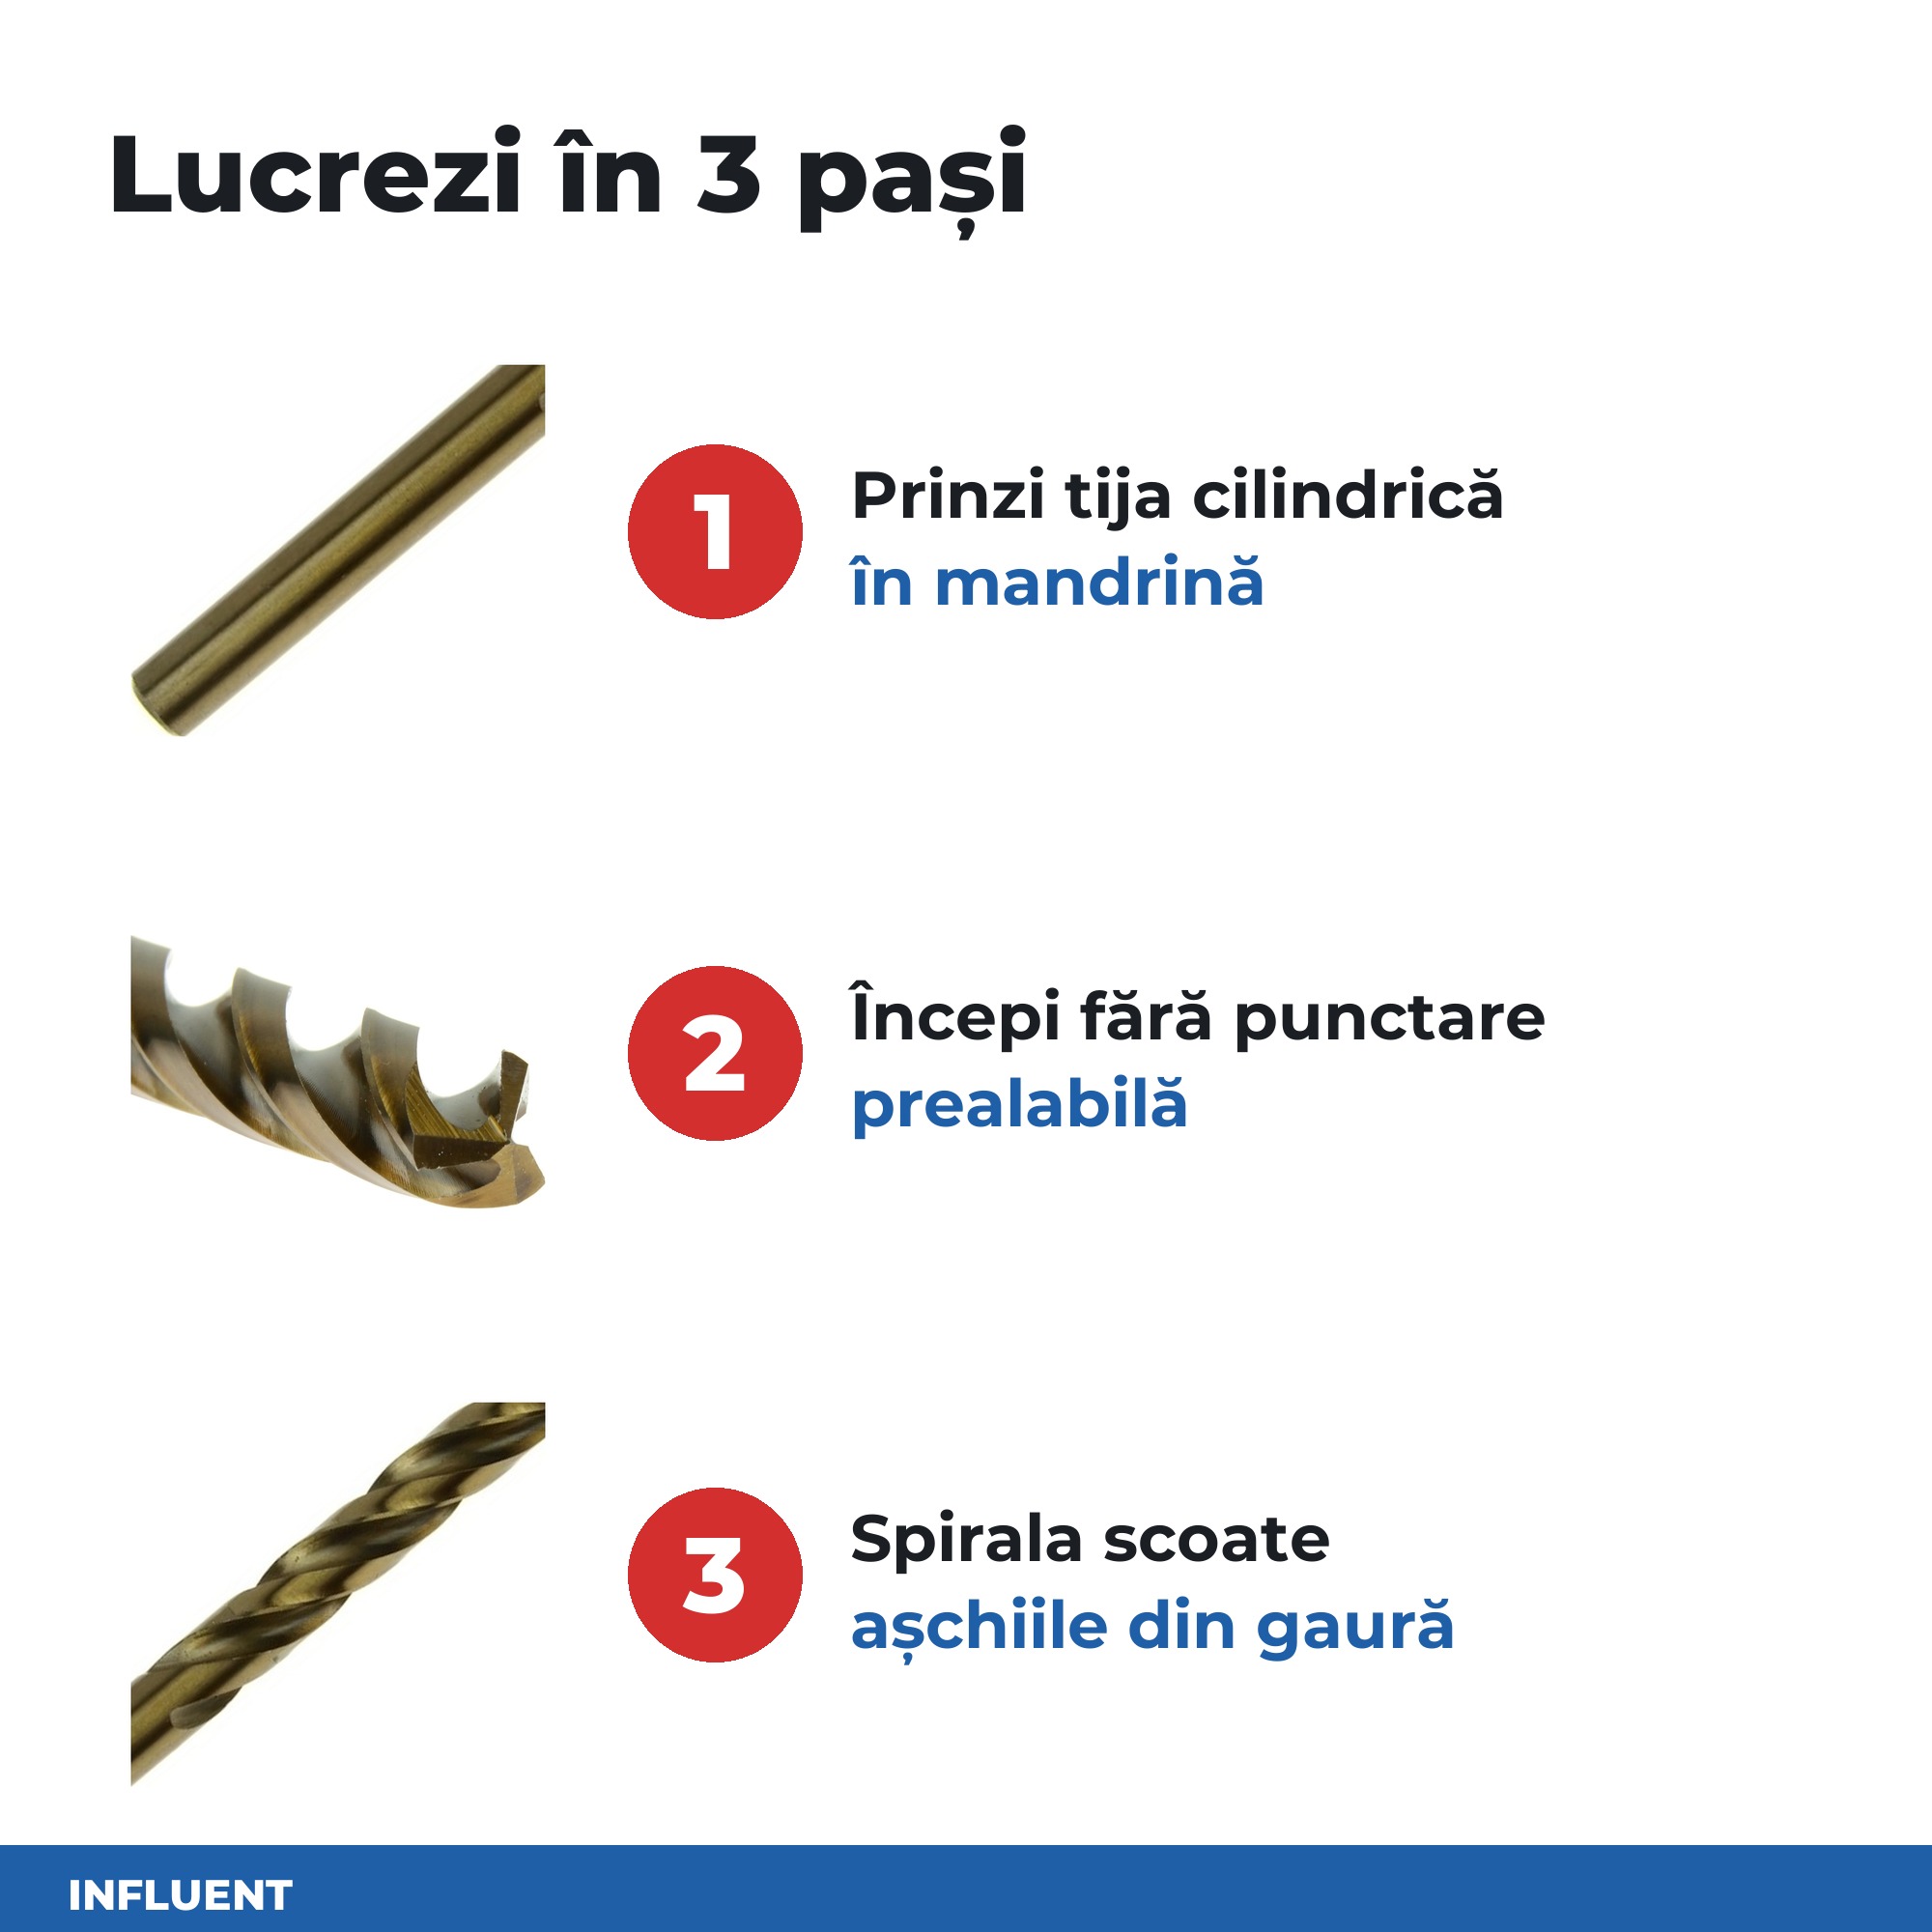 Lucrezi în 3 pași
1
Prinzi tija cilindrică
în mandrină
2
Începi fără punctare
prealabilă
3
Spirala scoate
așchiile din gaură
INFLUENT